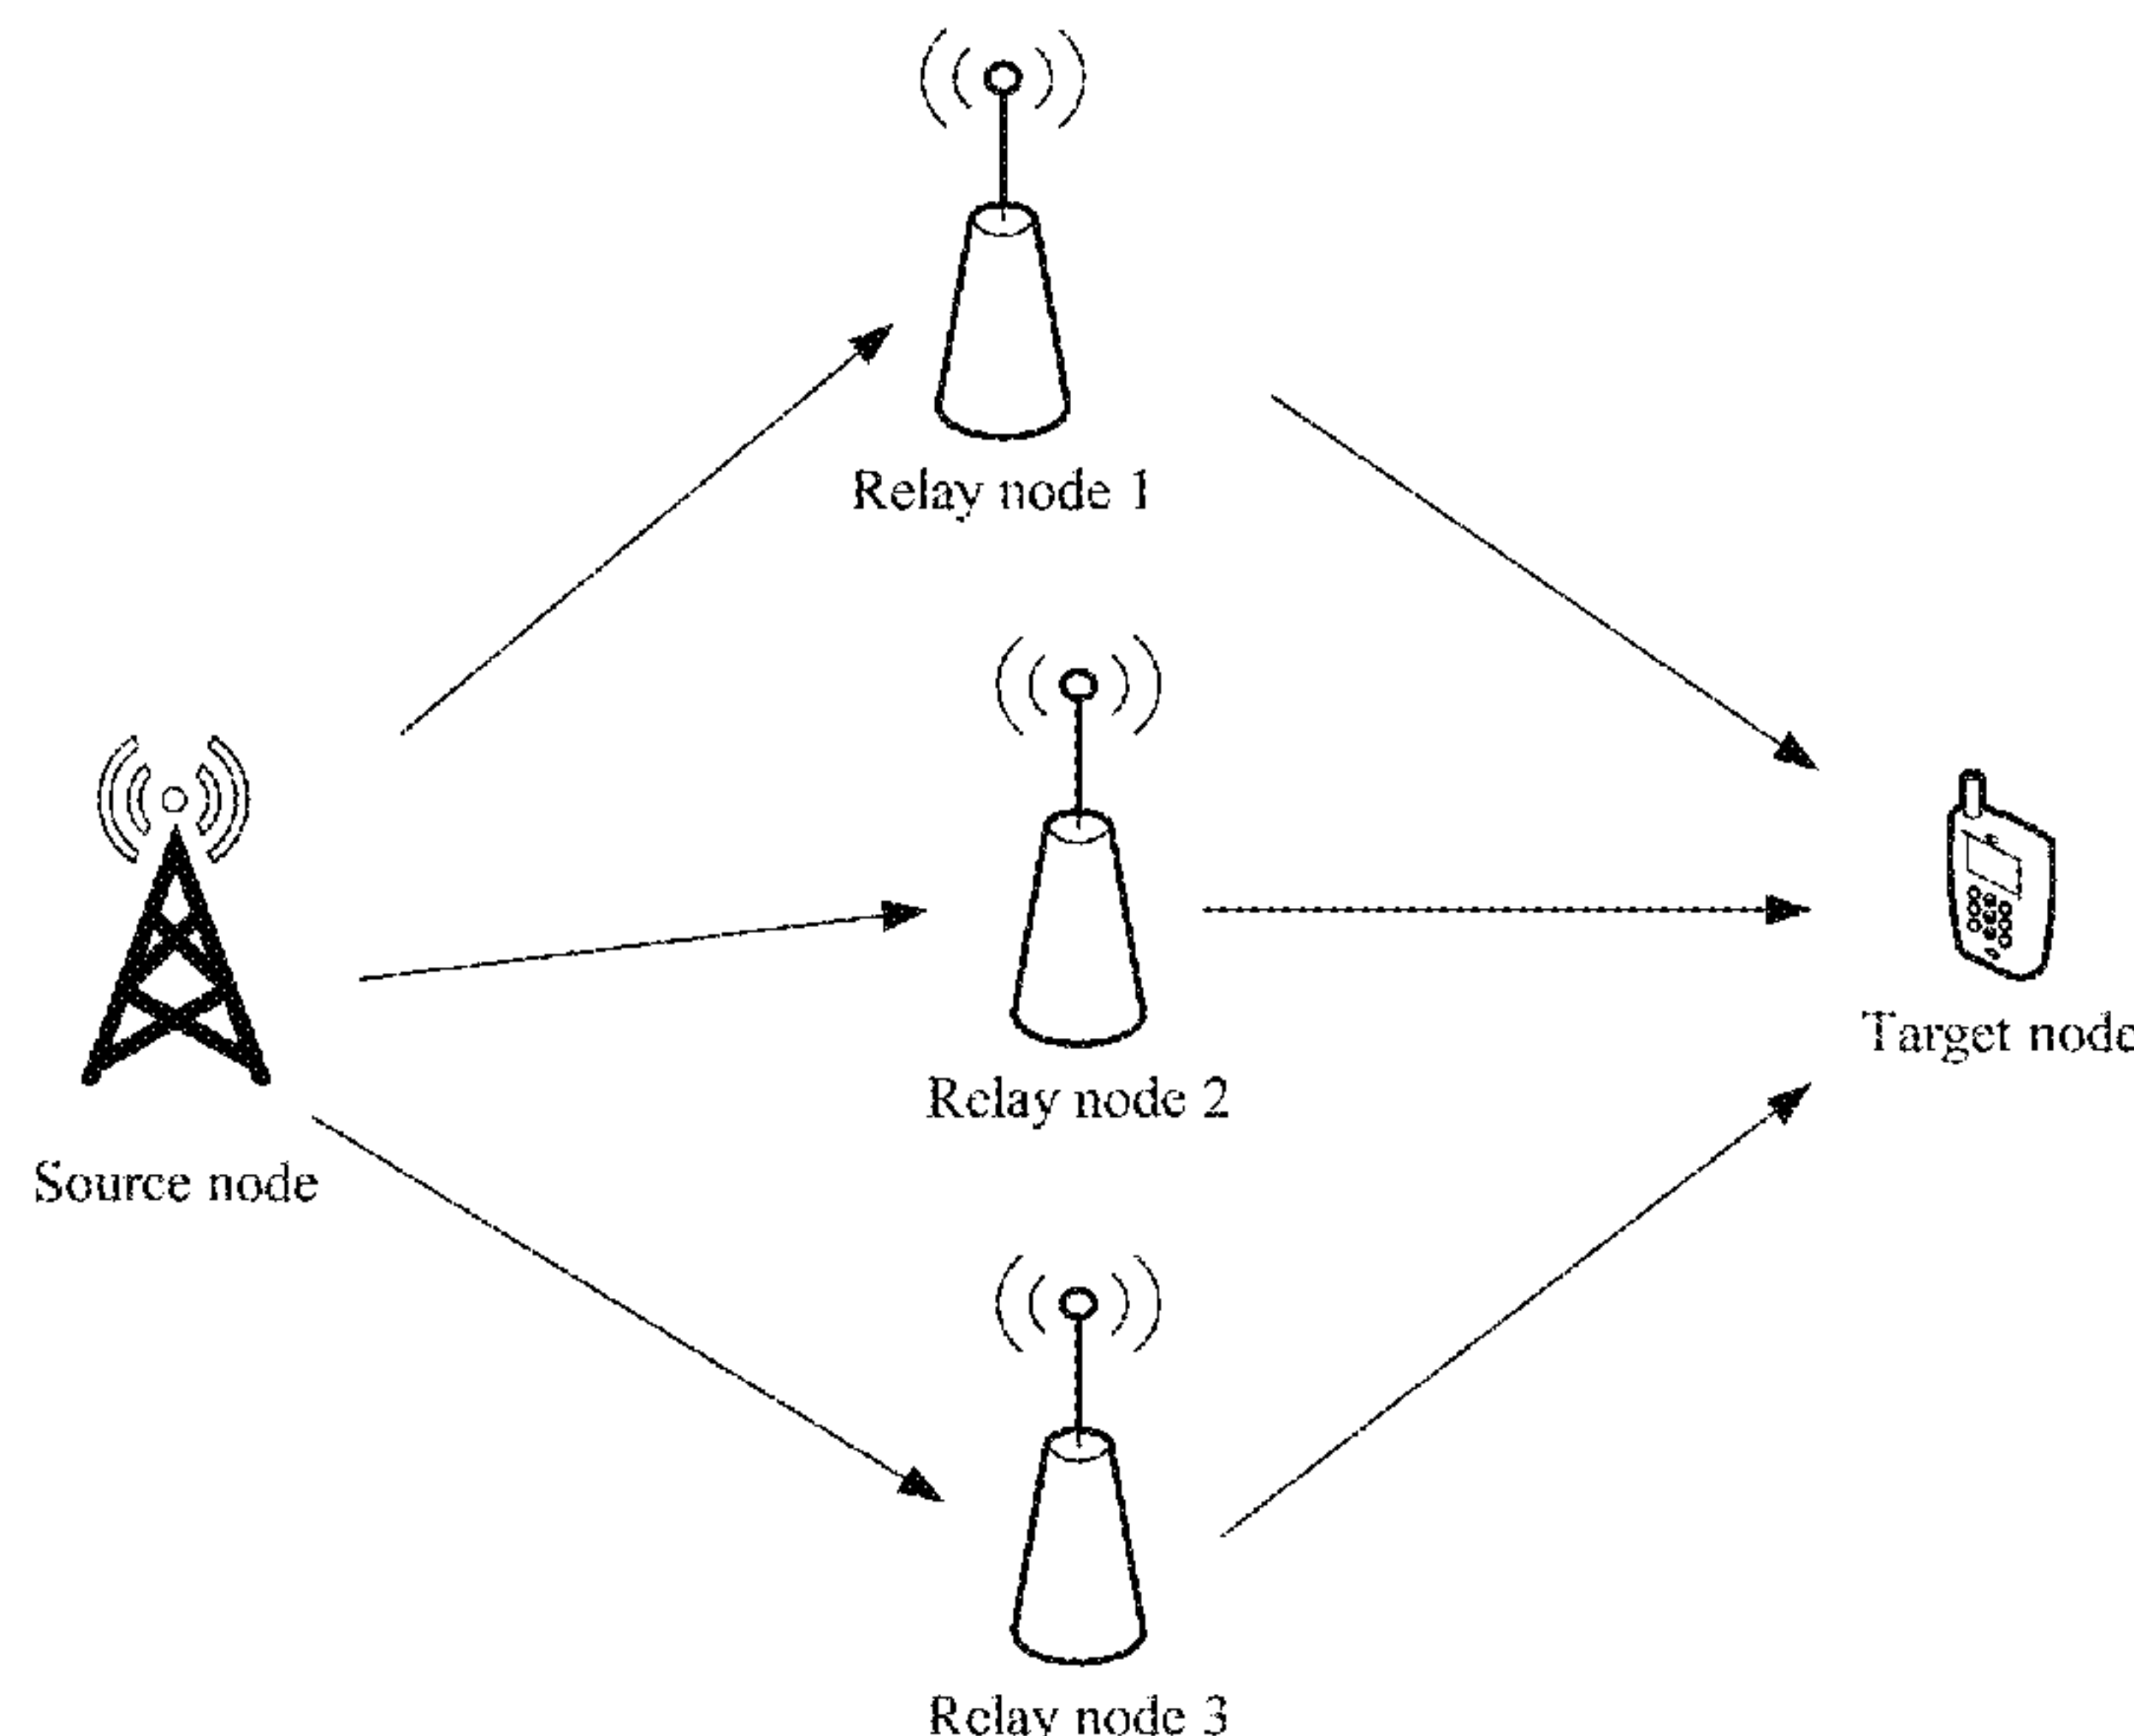 Relay node 1
Target node
Relay node 2
Source node
Relay node 3